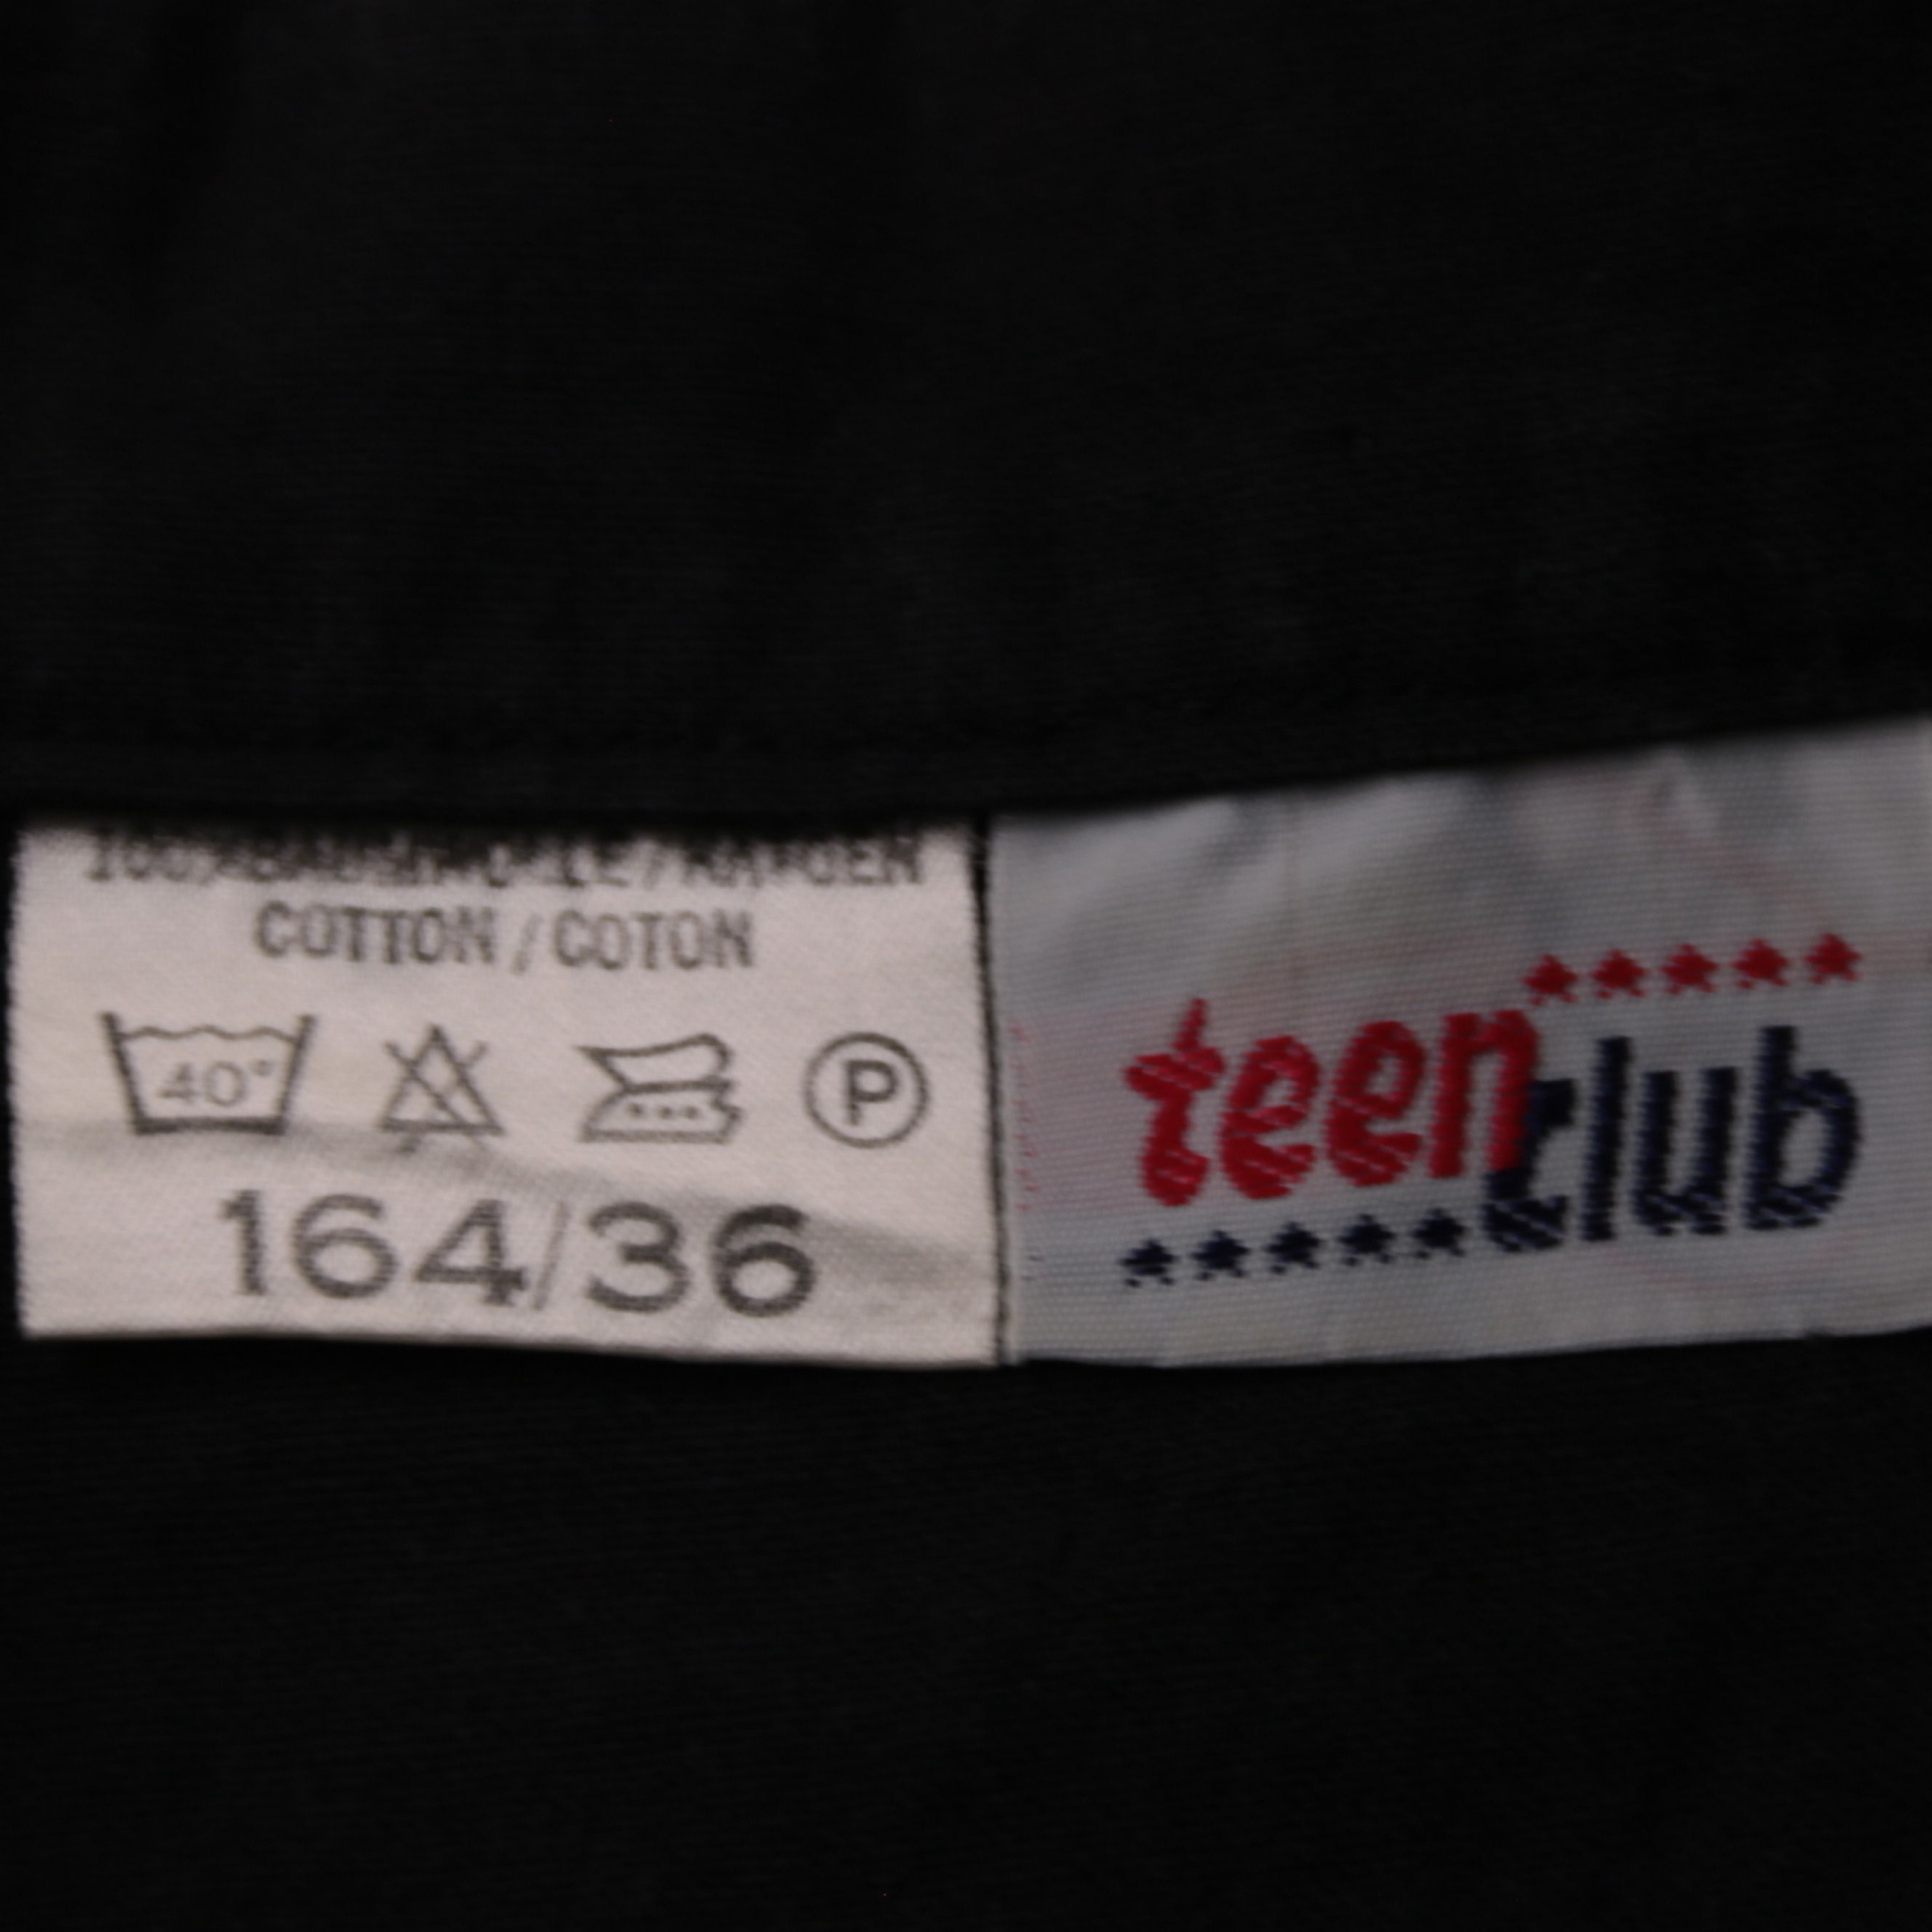 COTTON / COTON
40°
P
164/36
teen
club